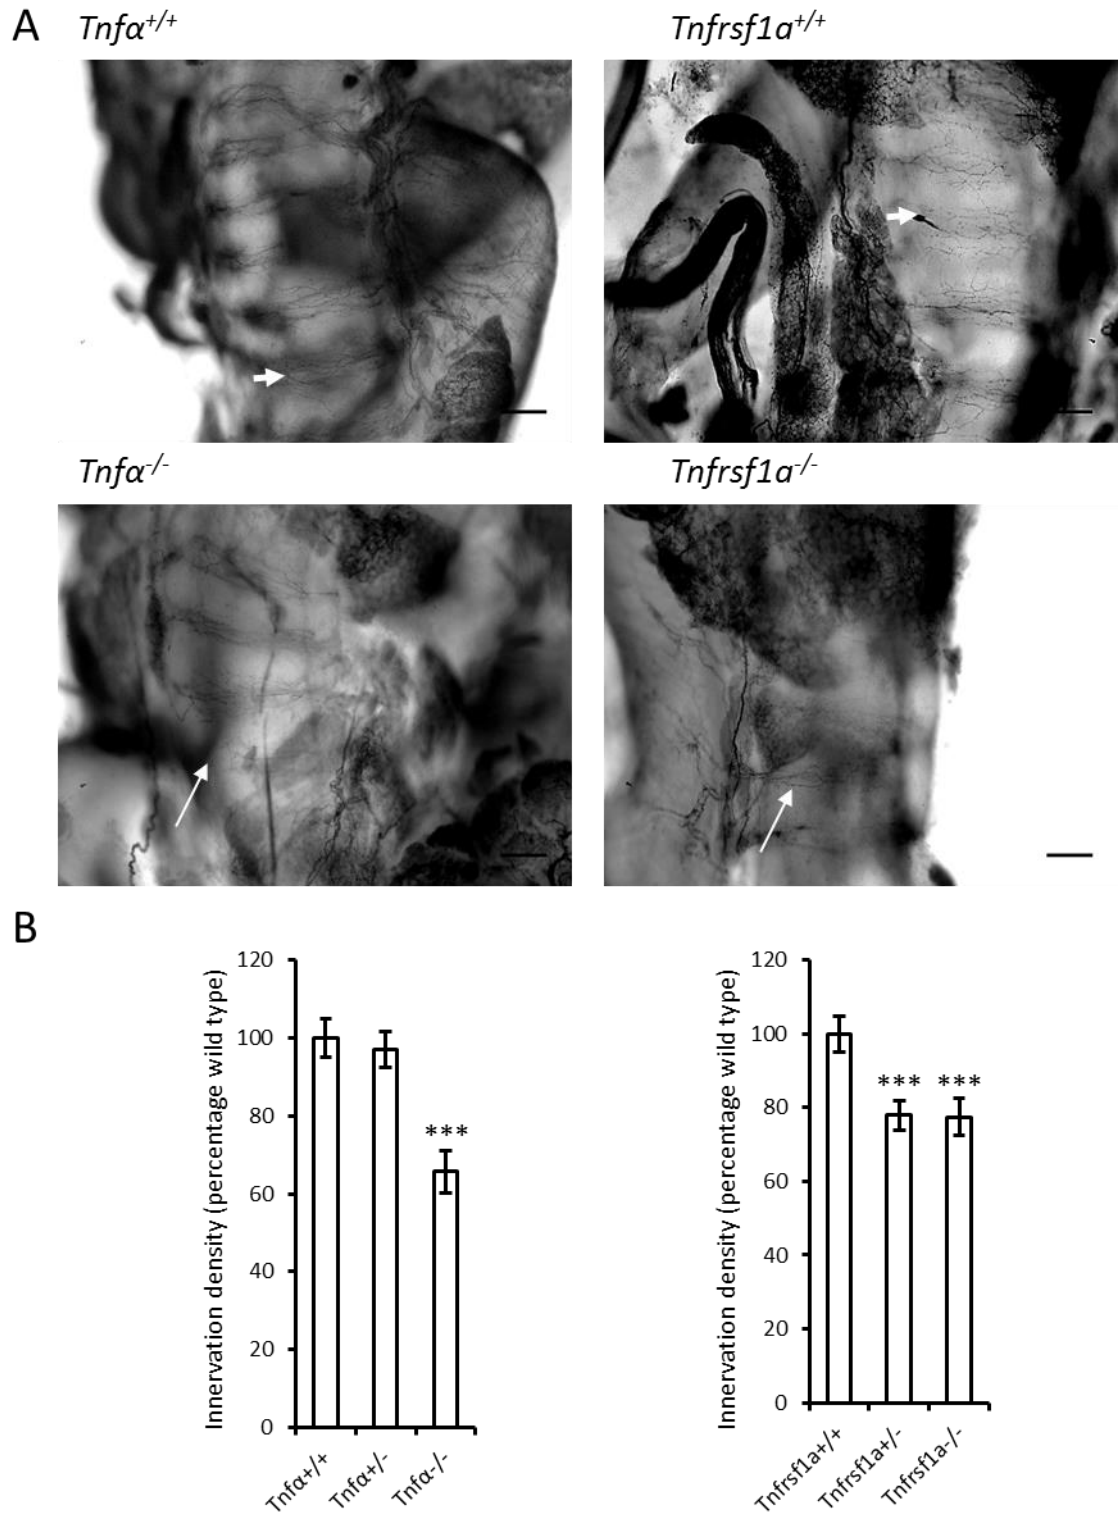 A
Tnfα+/+
Tnfrsf1a+/+
Tnfα-/-
Tnfrsf1a-/-
B
Innervation density (percentage wild type)
120
100
80
60
40
20
0
***
Tnfα+/+
Tnfα+/-
Tnfα-/-
Innervation density (percentage wild type)
120
100
80
60
40
20
0
***
***
Tnfrsf1a+/+
Tnfrsf1a+/-
Tnfrsf1a-/-